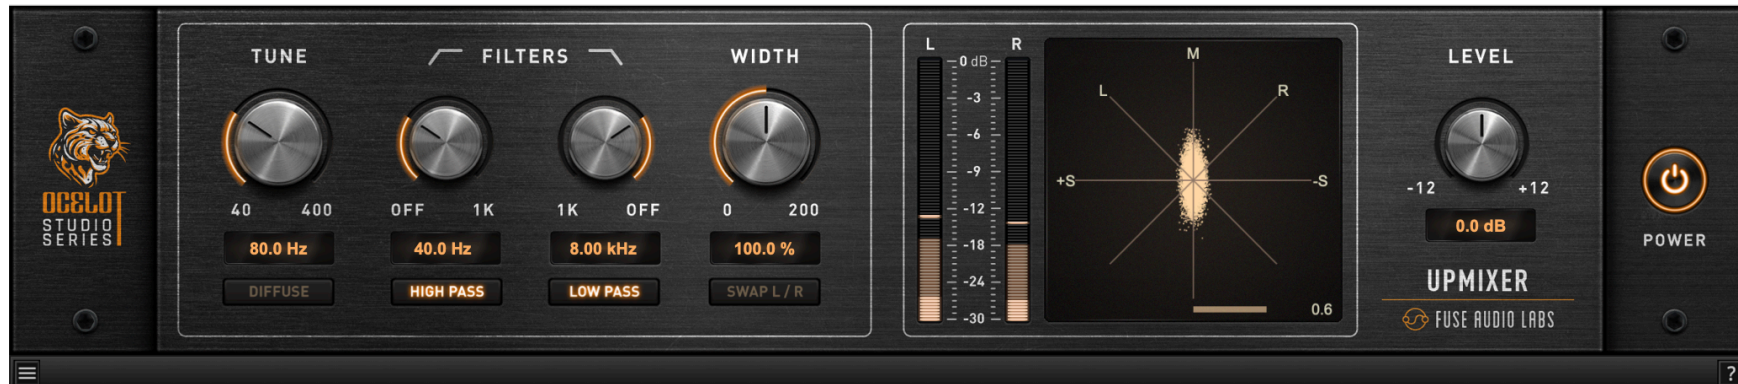 OCELOT
STUDIO
SERIES
TUNE
FILTERS
WIDTH
40 400
OFF 1K
1K OFF
0 200
80.0 Hz
40.0 Hz
8.00 kHz
100.0 %
DIFFUSE
HIGH PASS
LOW PASS
SWAP L / R
L R
0 dB
-3
-6
-9
-12
-18
-24
-30
M
L
R
+S
-S
0.6
LEVEL
-12 +12
0.0 dB
UPMIXER
FUSE AUDIO LABS
POWER
?